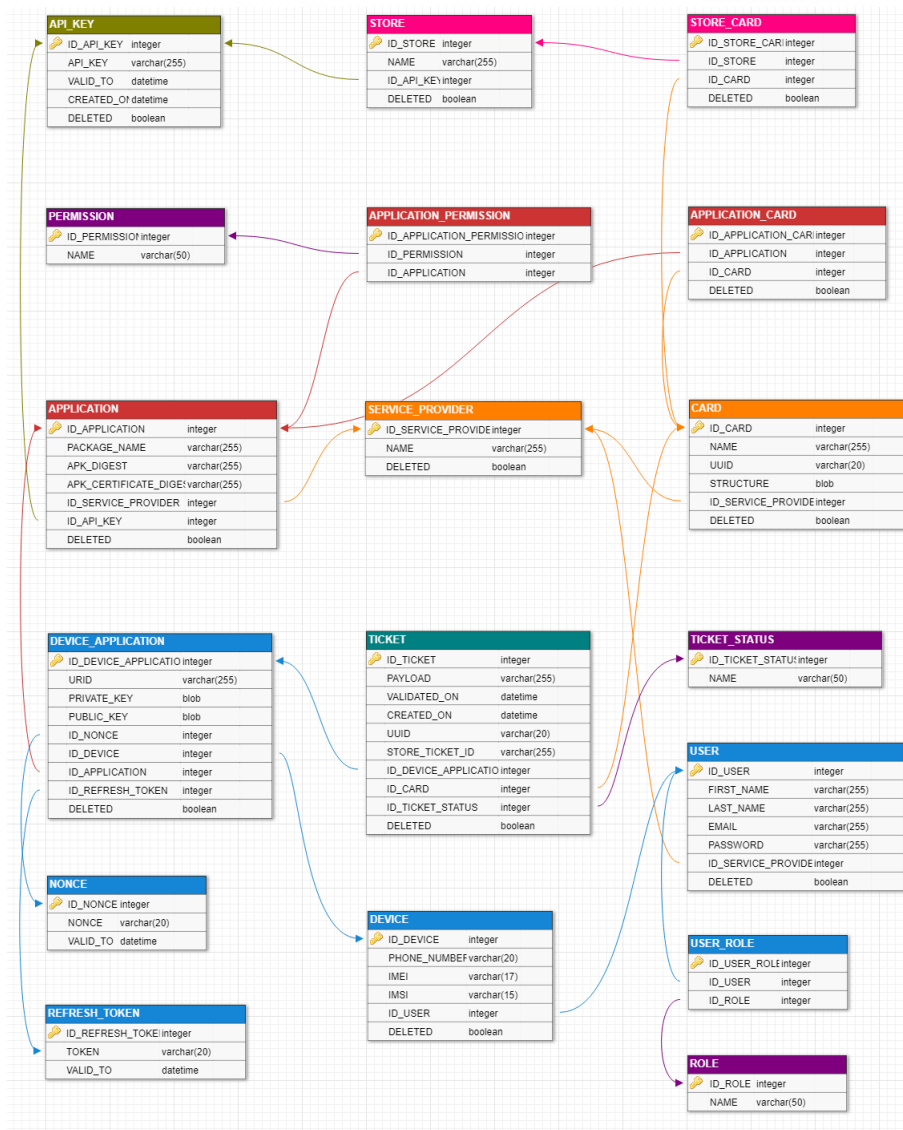 API_KEY
ID_API_KEY integer
API_KEY varchar(255)
VALID_TO datetime
CREATED_ON datetime
DELETED boolean
STORE
ID_STORE integer
NAME varchar(255)
ID_API_KEY integer
DELETED boolean
STORE_CARD
ID_STORE_CARI integer
ID_STORE integer
ID_CARD integer
DELETED boolean
PERMISSION
ID_PERMISSION integer
NAME varchar(50)
APPLICATION_PERMISSION
ID_APPLICATION_PERMISSIO integer
ID_PERMISSION integer
ID_APPLICATION integer
APPLICATION_CARD
ID_APPLICATION_CARI integer
ID_APPLICATION integer
ID_CARD integer
DELETED boolean
APPLICATION
ID_APPLICATION integer
PACKAGE_NAME varchar(255)
APK_DIGEST varchar(255)
APK_CERTIFICATE_DIGES varchar(255)
ID_SERVICE_PROVIDER integer
ID_API_KEY integer
DELETED boolean
SERVICE_PROVIDER
ID_SERVICE_PROVIDE integer
NAME varchar(255)
DELETED boolean
CARD
ID_CARD integer
NAME varchar(255)
UUID varchar(20)
STRUCTURE blob
ID_SERVICE_PROVIDE integer
DELETED boolean
DEVICE_APPLICATION
ID_DEVICE_APPLICATIO integer
URID varchar(255)
PRIVATE_KEY blob
PUBLIC_KEY blob
ID_NONCE integer
ID_DEVICE integer
ID_APPLICATION integer
ID_REFRESH_TOKEN integer
DELETED boolean
TICKET
ID_TICKET integer
PAYLOAD varchar(255)
VALIDATED_ON datetime
CREATED_ON datetime
UUID varchar(20)
STORE_TICKET_ID varchar(255)
ID_DEVICE_APPLICATIO integer
ID_CARD integer
ID_TICKET_STATUS integer
DELETED boolean
TICKET_STATUS
ID_TICKET_STATUS integer
NAME varchar(50)
USER
ID_USER integer
FIRST_NAME varchar(255)
LAST_NAME varchar(255)
EMAIL varchar(255)
PASSWORD varchar(255)
ID_SERVICE_PROVIDE integer
DELETED boolean
NONCE
ID_NONCE integer
NONCE varchar(20)
VALID_TO datetime
DEVICE
ID_DEVICE integer
PHONE_NUMBER varchar(20)
IMEI varchar(17)
IMSI varchar(15)
ID_USER integer
DELETED boolean
USER_ROLE
ID_USER_ROLE integer
ID_USER integer
ID_ROLE integer
REFRESH_TOKEN
ID_REFRESH_TOKE integer
TOKEN varchar(20)
VALID_TO datetime
ROLE
ID_ROLE integer
NAME varchar(50)